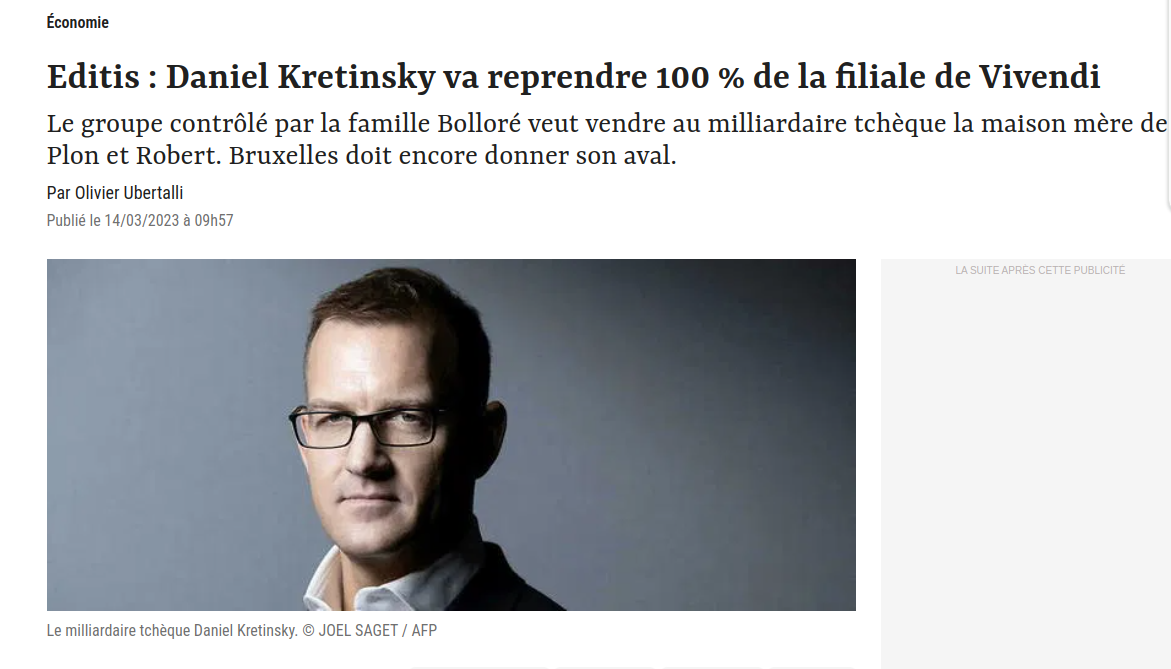 Économie
Editis : Daniel Kretinsky va reprendre 100 % de la filiale de Vivendi
Le groupe contrôlé par la famille Bolloré veut vendre au milliardaire tchèque la maison mère de
Plon et Robert. Bruxelles doit encore donner son aval.
Par Olivier Ubertalli
Publié le 14/03/2023 à 09h57
LA SUITE APRÈS CETTE PUBLICITÉ
Le milliardaire tchèque Daniel Kretinsky. © JOEL SAGET / AFP